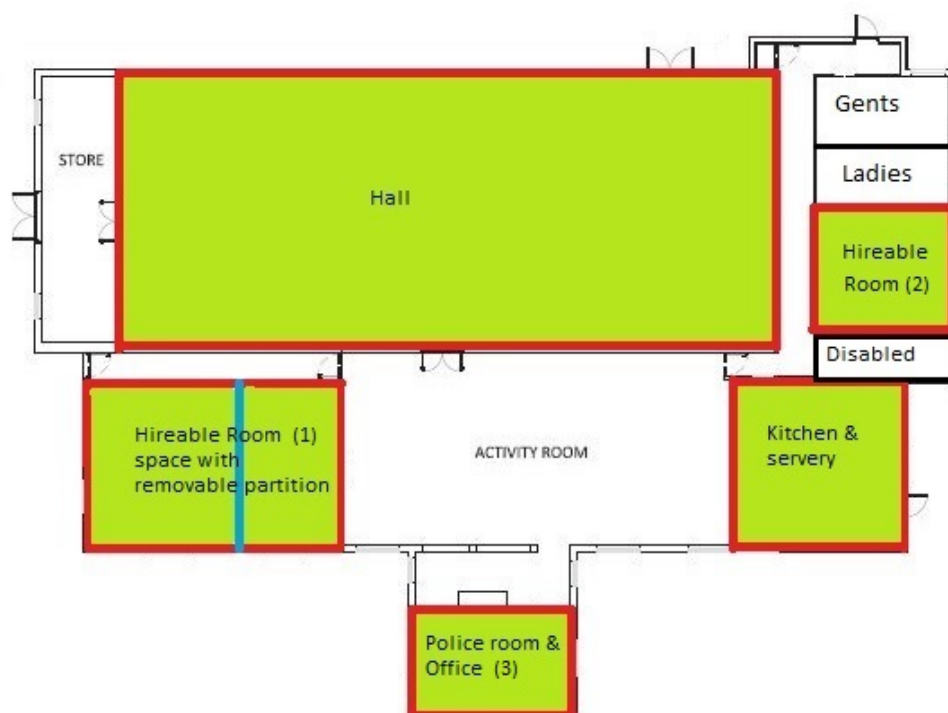 Gents
STORE
Ladies
Hall
Hireable
Room (2)
Disabled
Hireable Room (1)
space with
removable partition
ACTIVITY ROOM
Kitchen &
servery
Police room &
Office (3)